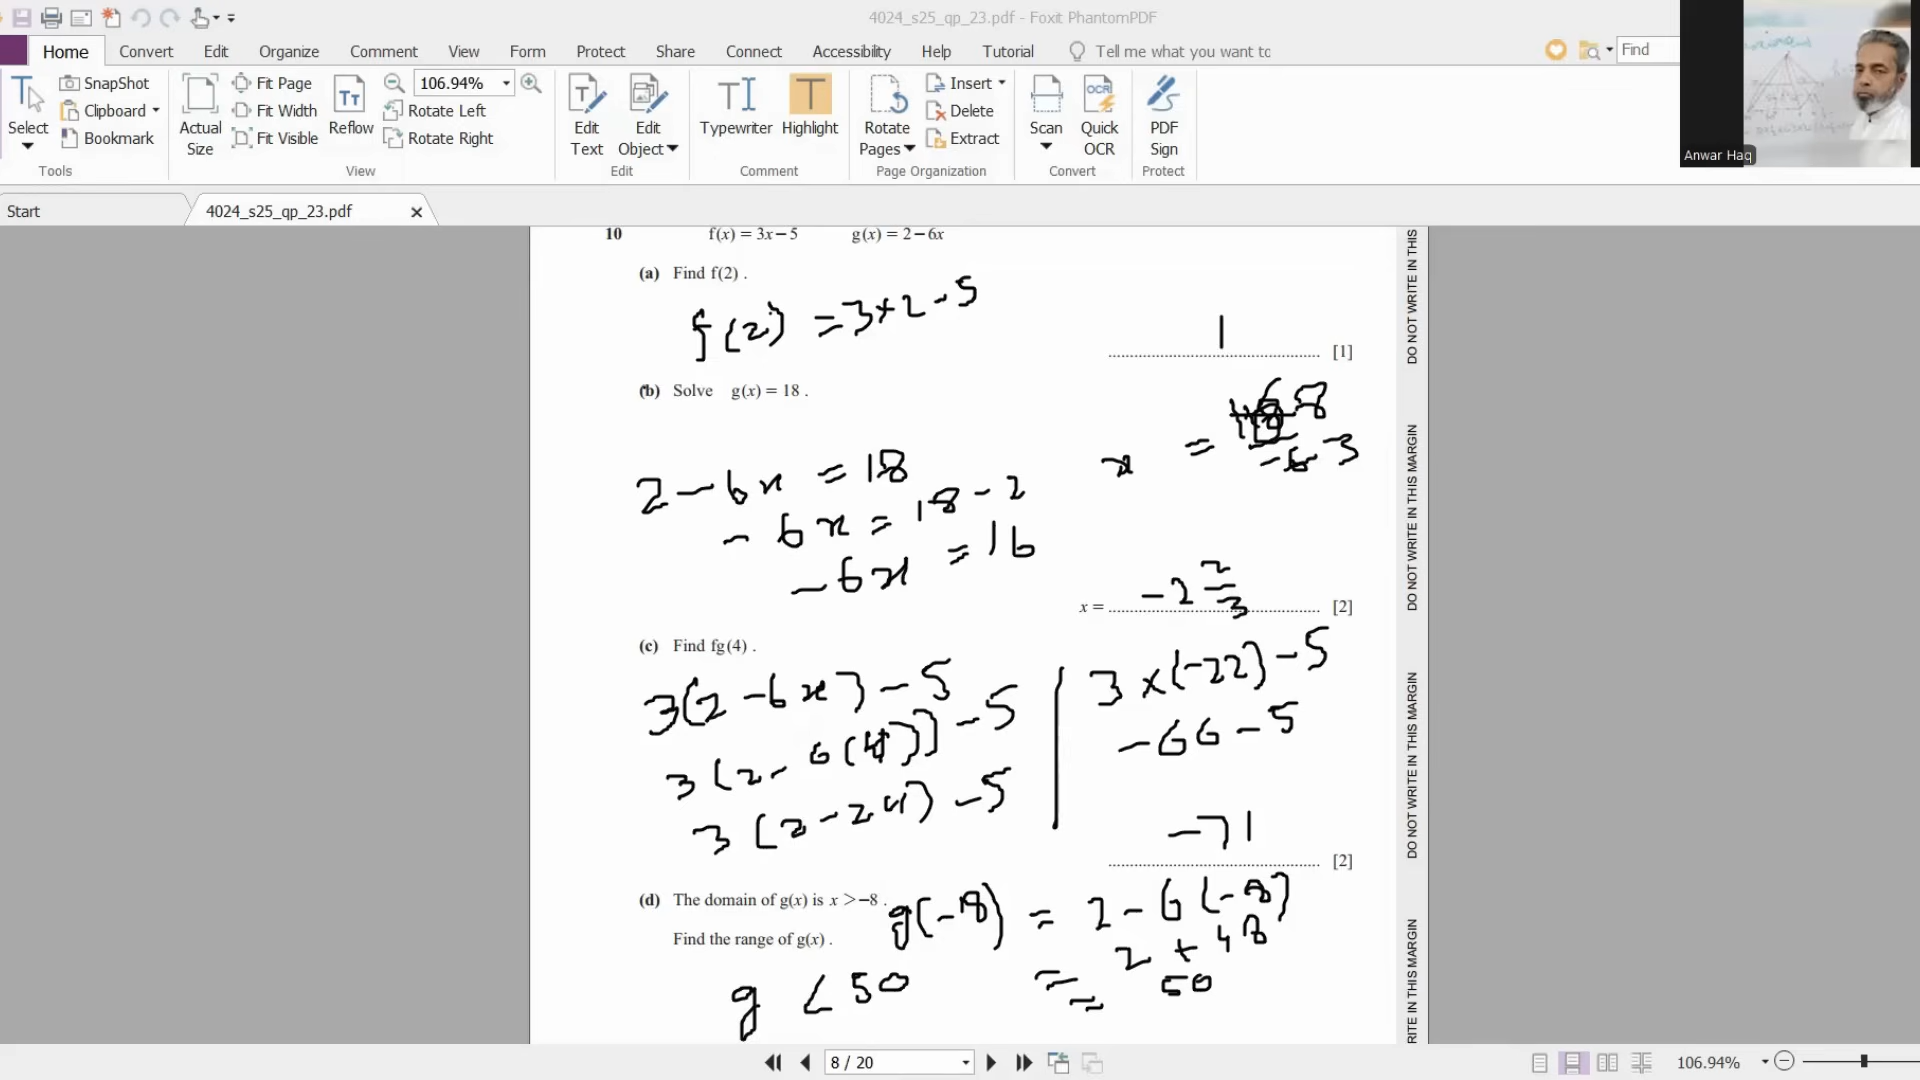 4024_s25_qp_23.pdf - Foxit PhantomPDF
Home Convert Edit Organize Comment View Form Protect Share Connect Accessibility Help Tutorial Tell me what you want to Find
Select
SnapShot
Clipboard
Bookmark
Tools
Actual Size
Fit Page
Fit Width
Fit Visible
Reflow
106.94%
Rotate Left
Rotate Right
View
Edit Text
Edit Object
Edit
Typewriter
Highlight
Comment
Rotate Pages
Insert
Delete
Extract
Page Organization
Scan
OCR
Quick OCR
Convert
PDF Sign
Protect
Anwar Haq
Start
4024_s25_qp_23.pdf
10 f(x) = 3x − 5 g(x) = 2 − 6x
(a) Find f(2) .
f(2) = 3 × 2 - 5
1
[1]
(b) Solve g(x) = 18 .
2 - 6x = 18
- 6x = 18 - 2
- 6x = 16
x =
8
-6 -3
x = -2 2/3 [2]
(c) Find fg(4) .
3(2 - 6x) - 5
3(2 - 6(4)) - 5
3(2 - 24) - 5
3 × (-22) - 5
-66 - 5
-71
[2]
(d) The domain of g(x) is x > −8 .
g(-18) = 2 - 6(-8)
Find the range of g(x) .
= 2 + 48
= 50
g < 50
DO NOT WRITE IN THIS
DO NOT WRITE IN THIS MARGIN
DO NOT WRITE IN THIS MARGIN
RITE IN THIS MARGIN
8 / 20
106.94%